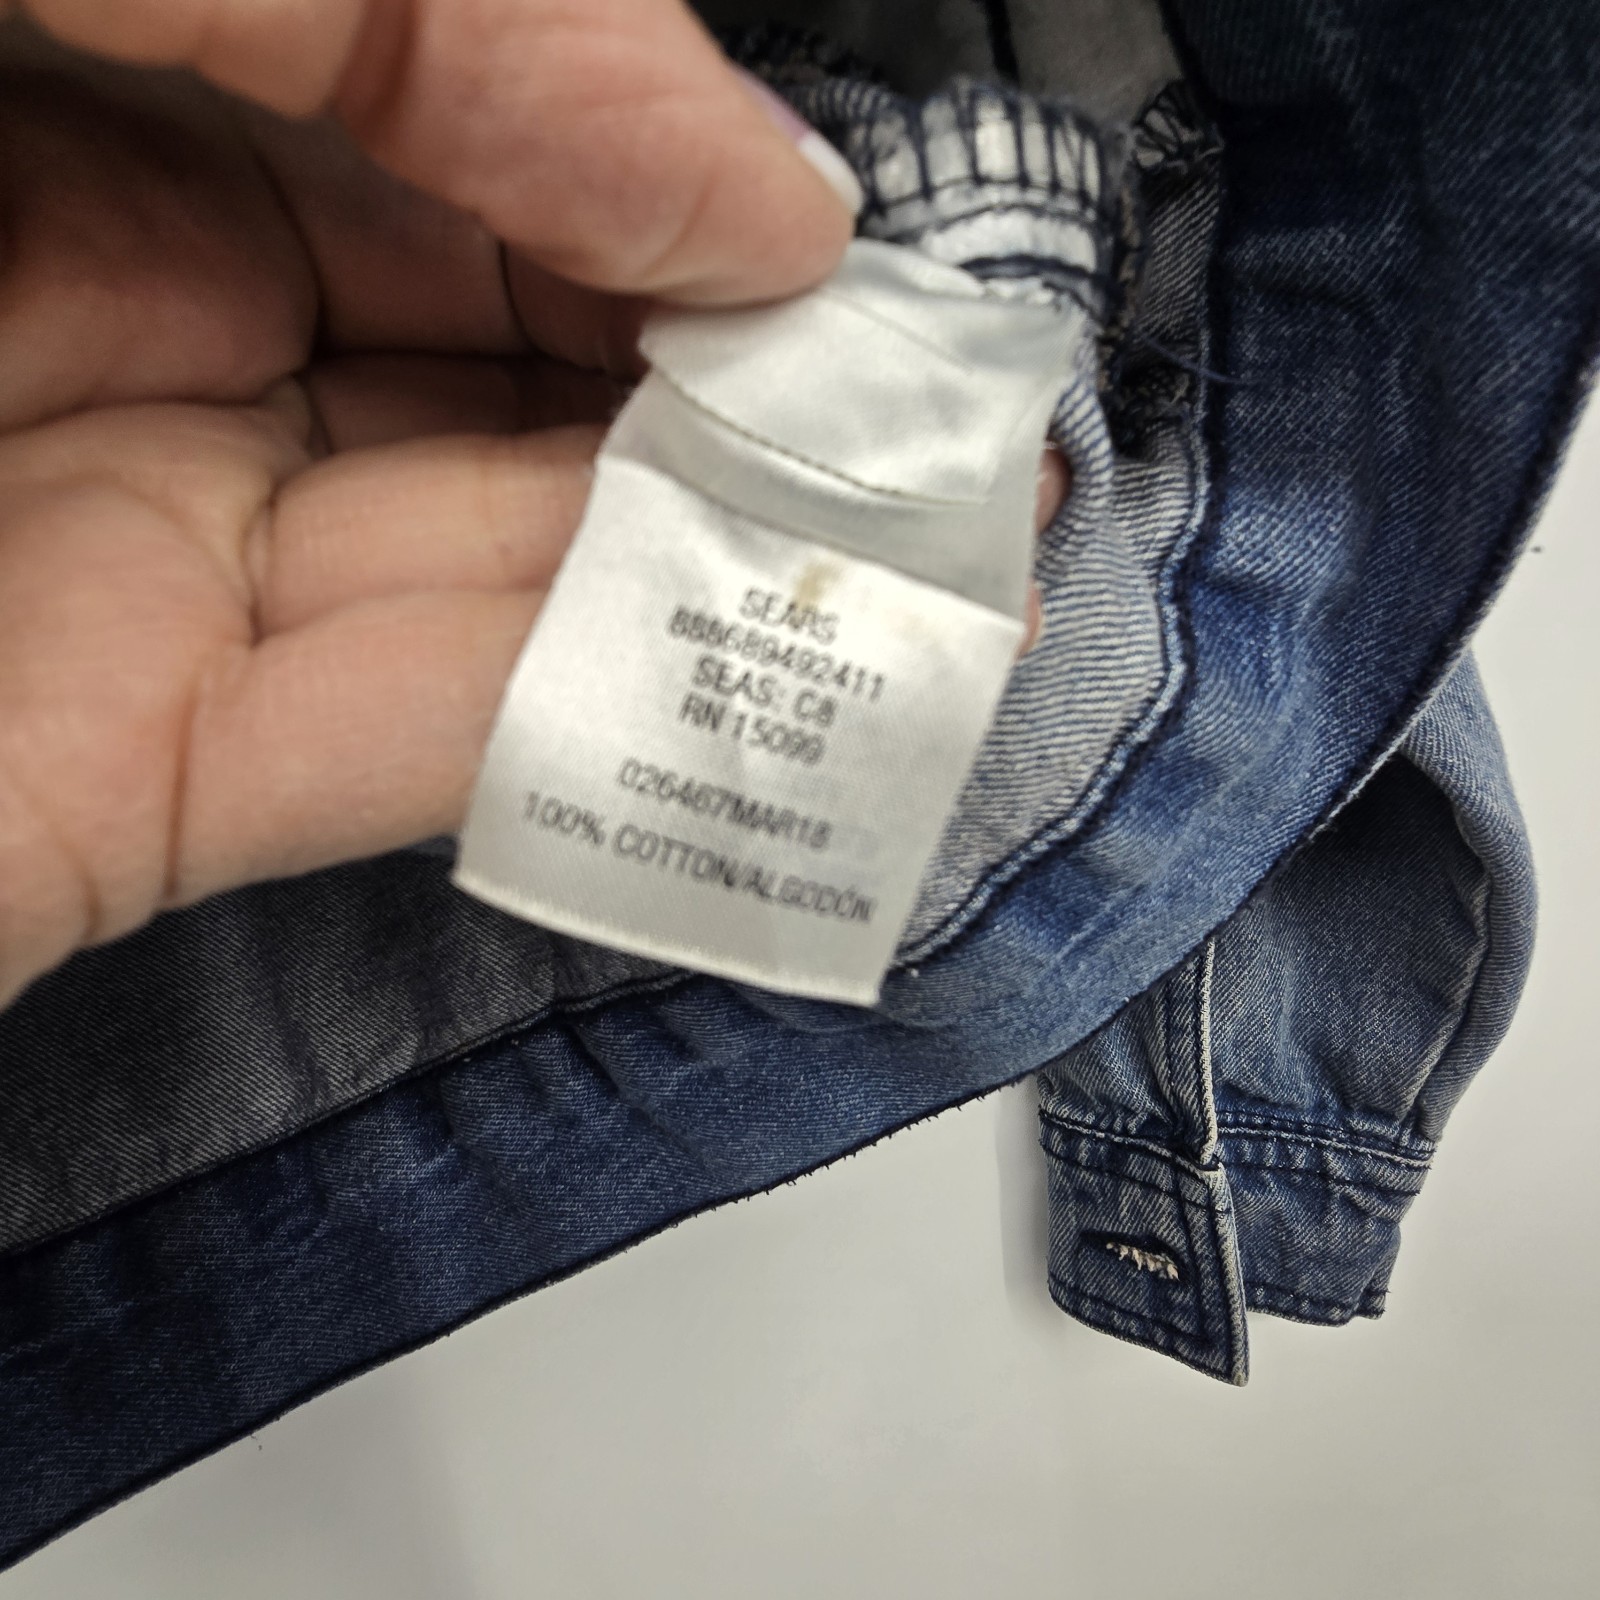 SEARS
888689492411
SEAS: C8
RN 15099
026467MAR18
100% COTTON/ALGODÓN